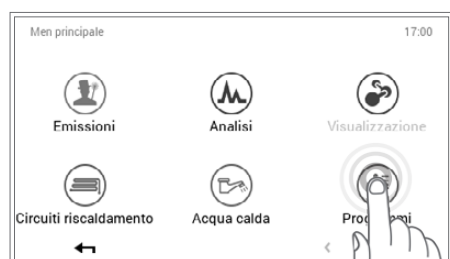 Men principale 17:00
Emissioni Analisi Visualizzazione
Circuiti riscaldamento Acqua calda